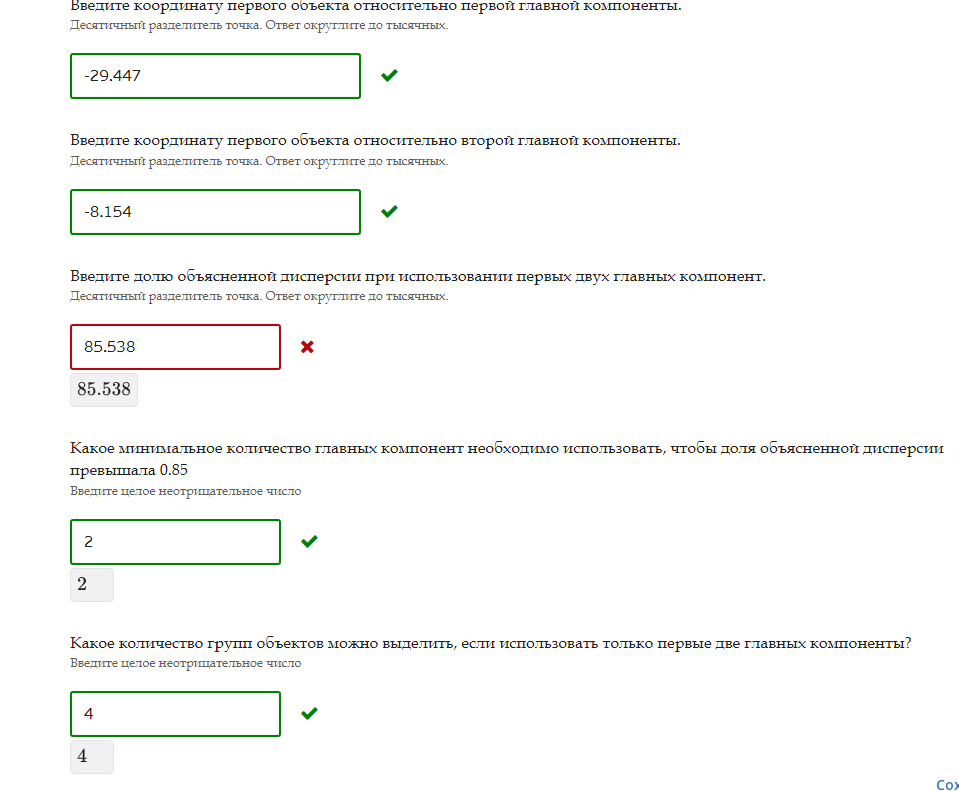 Введите координату первого объекта относительно первой главной компоненты.
Десятичный разделитель точка. Ответ округлите до тысячных.
-29.447
Введите координату первого объекта относительно второй главной компоненты.
Десятичный разделитель точка. Ответ округлите до тысячных.
-8.154
Введите долю объясненной дисперсии при использовании первых двух главных компонент.
Десятичный разделитель точка. Ответ округлите до тысячных.
85.538
85.538
Какое минимальное количество главных компонент необходимо использовать, чтобы доля объясненной дисперсии
превышала 0.85
Введите целое неотрицательное число
2
2
Какое количество групп объектов можно выделить, если использовать только первые две главных компоненты?
Введите целое неотрицательное число
4
4
Сох